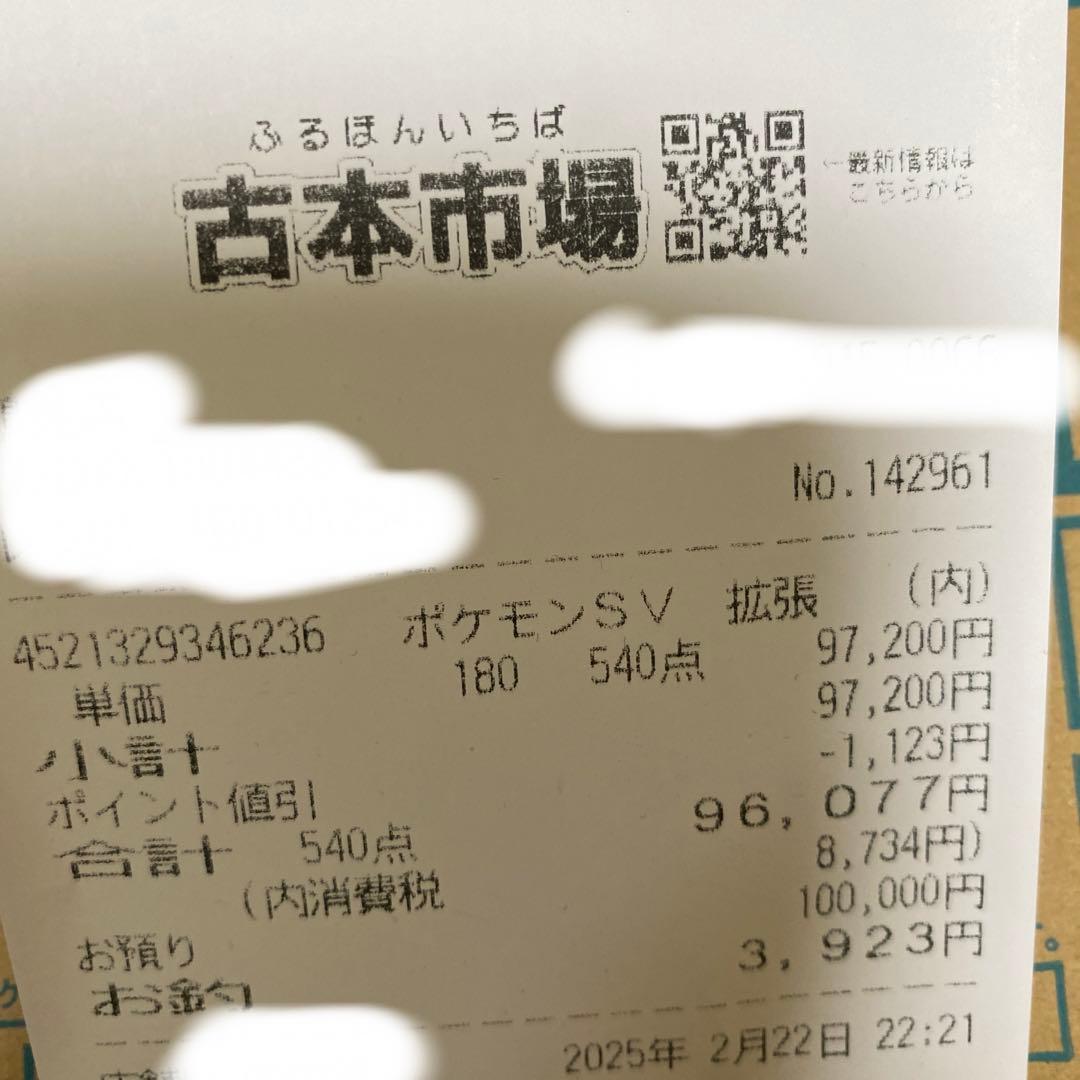 ふるほんいちば
古本市場
←最新情報は
こちらから
No.142961
4521329346236 ポケモンSV 拡張 (内)
単価 180 540点 97,200円
小計 97,200円
ポイント値引 -1,123円
合計 540点 96,077円
(内消費税 8,734円)
お預り 100,000円
お釣 3,923円
2025年 2月22日 22:21